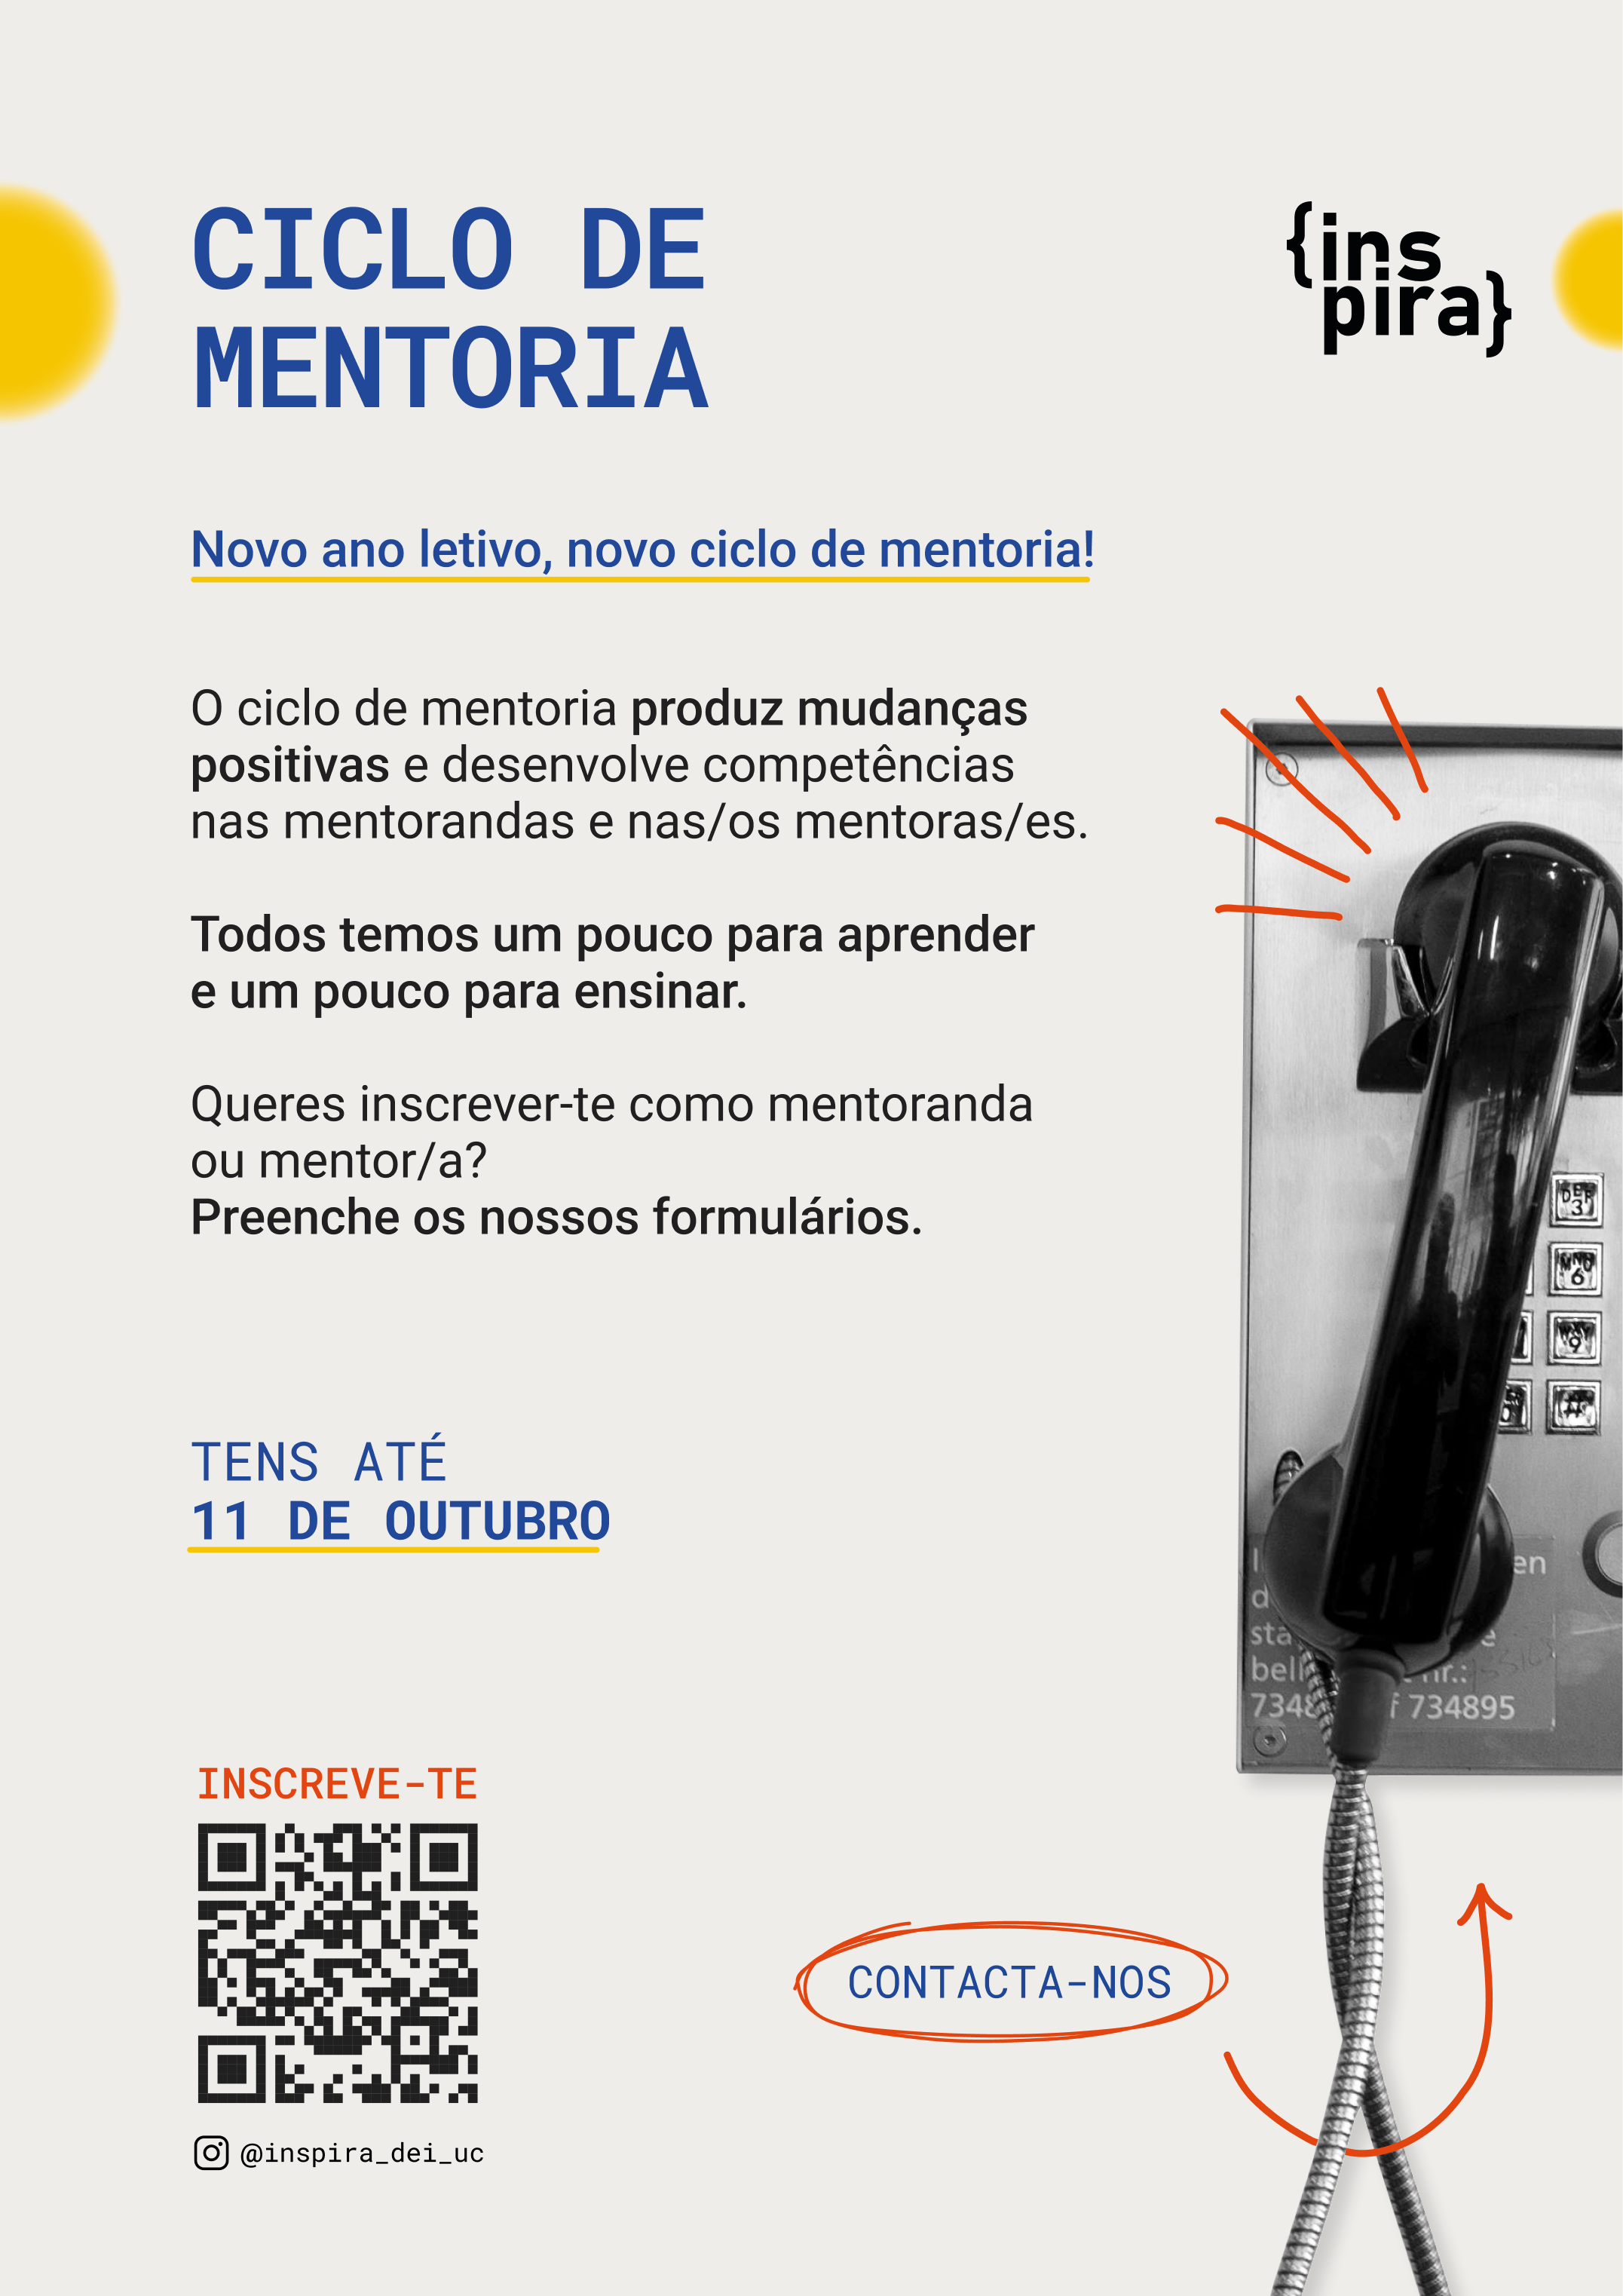 CICLO DE
MENTORIA
{ins
pira}
Novo ano letivo, novo ciclo de mentoria!
O ciclo de mentoria produz mudanças
positivas e desenvolve competências
nas mentorandas e nas/os mentoras/es.
Todos temos um pouco para aprender
e um pouco para ensinar.
Queres inscrever-te como mentoranda
ou mentor/a?
Preenche os nossos formulários.
DEF
3
MNO
6
WXY
9
#
TENS ATÉ
11 DE OUTUBRO
en
nr.:
734895
INSCREVE-TE
CONTACTA-NOS
@inspira_dei_uc